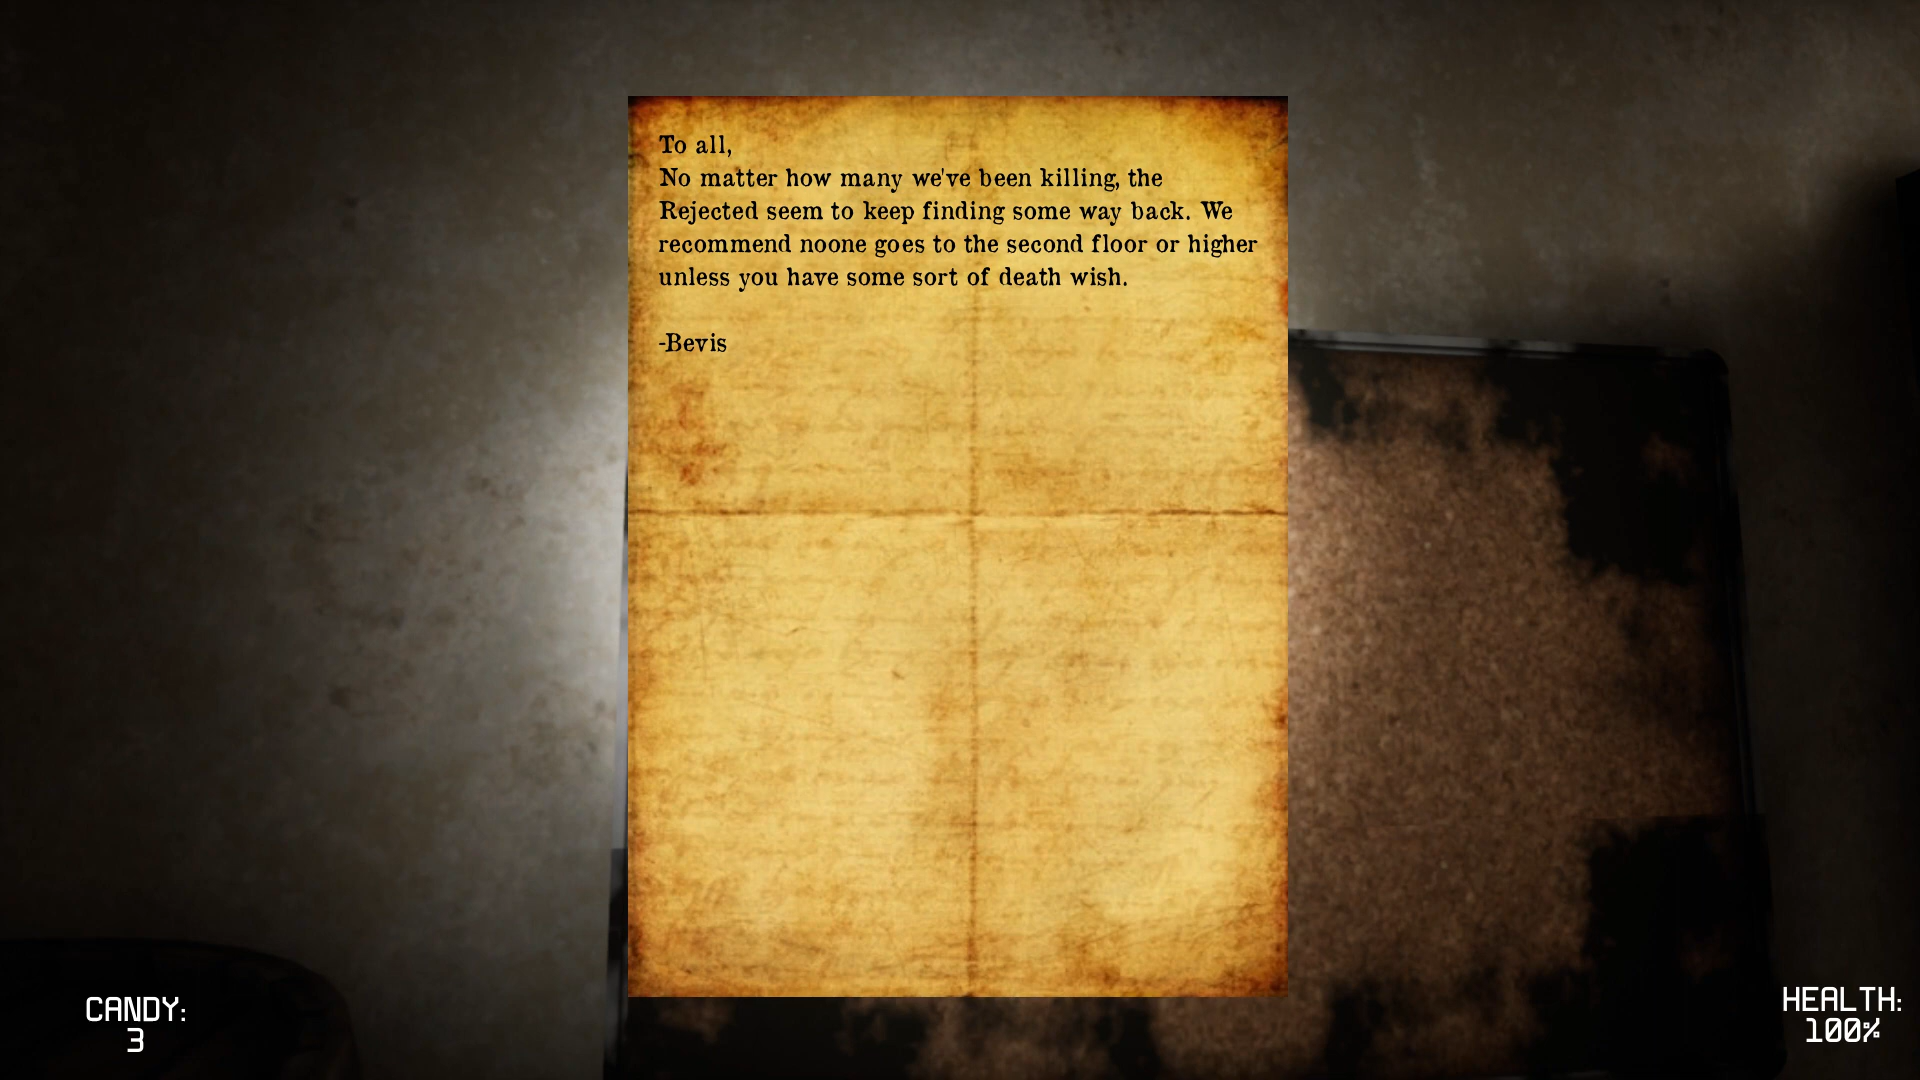 To all,
No matter how many we've been killing, the
Rejected seem to keep finding some way back. We
recommend noone goes to the second floor or higher
unless you have some sort of death wish.
-Bevis
CANDY:
3
HEALTH:
100%